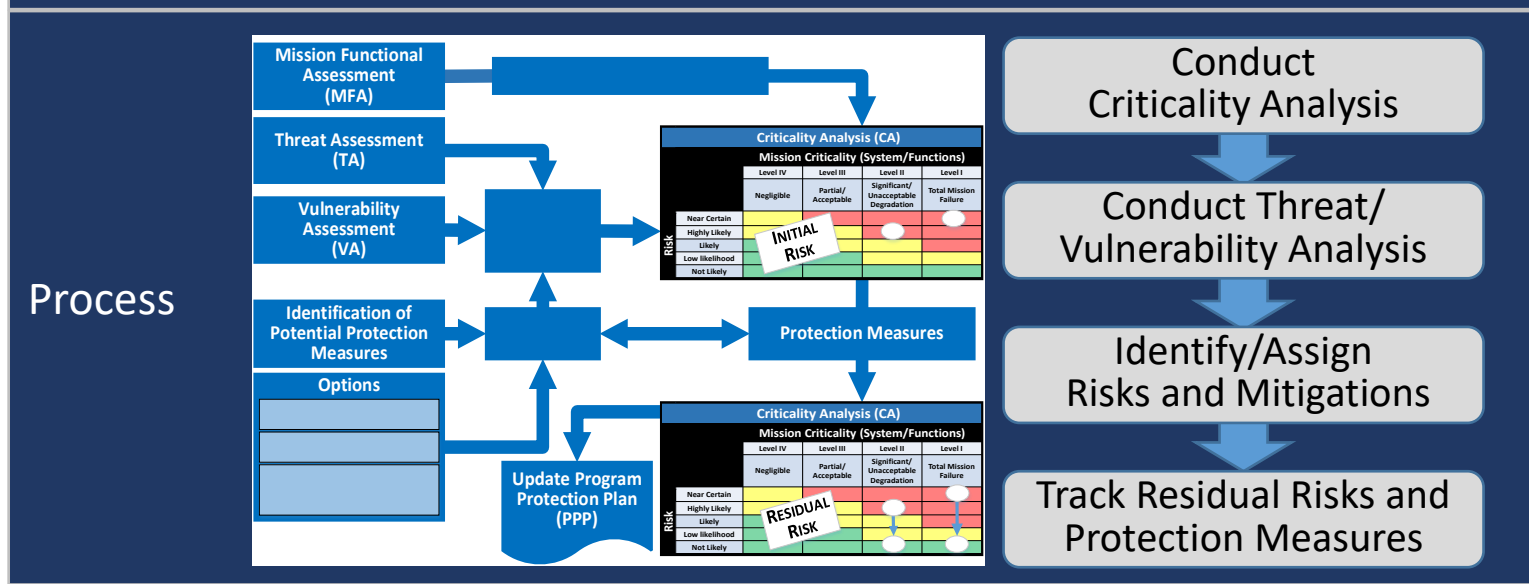 Process
Mission Functional
Assessment
(MFA)
Threat Assessment
(TA)
Vulnerability
Assessment
(VA)
Identification of
Potential Protection
Measures
Options
Criticality Analysis (CA)
Mission Criticality (System/Functions)
Level IV Level III Level II Level I
Negligible
Partial/
Acceptable
Significant/
Unacceptable
Degradation
Total Mission
Failure
Risk
Near Certain
Highly Likely
Likely
Low likelihood
Not Likely
INITIAL
RISK
Protection Measures
Criticality Analysis (CA)
Mission Criticality (System/Functions)
Level IV Level III Level II Level I
Negligible
Partial/
Acceptable
Significant/
Unacceptable
Degradation
Total Mission
Failure
Risk
Near Certain
Highly Likely
Likely
Low likelihood
Not Likely
RESIDUAL
RISK
Update Program
Protection Plan
(PPP)
Conduct
Criticality Analysis
Conduct Threat/
Vulnerability Analysis
Identify/Assign
Risks and Mitigations
Track Residual Risks and
Protection Measures